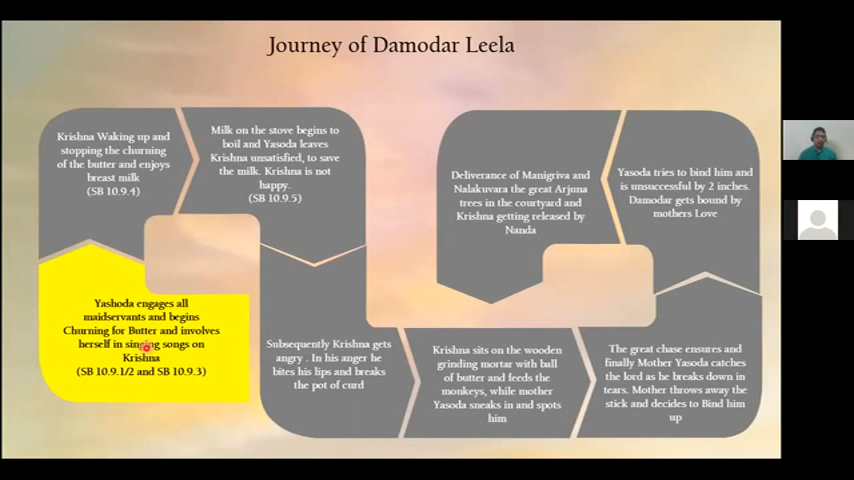 Journey of Damodar Leela
Yashoda engages all
maidservants and begins
Churning for Butter and involves
herself in singing songs on
Krishna
(SB 10.9.1/2 and SB 10.9.3)
Krishna Waking up and
stopping the churning
of the butter and enjoys
breast milk
(SB 10.9.4)
Milk on the stove begins to
boil and Yasoda leaves
Krishna unsatisfied, to save
the milk. Krishna is not
happy.
(SB 10.9.5)
Subsequently Krishna gets
angry . In his anger he
bites his lips and breaks
the pot of curd
Krishna sits on the wooden
grinding mortar with ball
of butter and feeds the
monkeys, while mother
Yasoda sneaks in and spots
him
The great chase ensures and
finally Mother Yasoda catches
the lord as he breaks down in
tears. Mother throws away the
stick and decides to Bind him
up
Yasoda tries to bind him and
is unsuccessful by 2 inches.
Damodar gets bound by
mothers Love
Deliverance of Manigriva and
Nalakuvara the great Arjuna
trees in the courtyard and
Krishna getting released by
Nanda